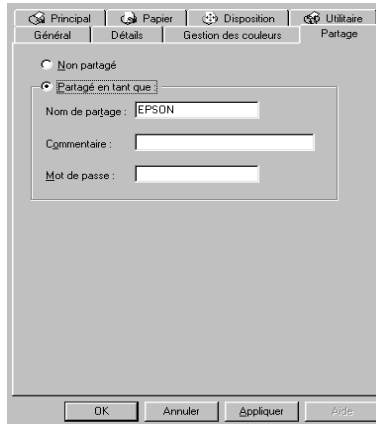 Principal Papier Disposition Utilitaire
Général Détails Gestion des couleurs Partage
Non partagé
Partagé en tant que :
Nom de partage : EPSON
Commentaire :
Mot de passe :
OK Annuler Appliquer Aide